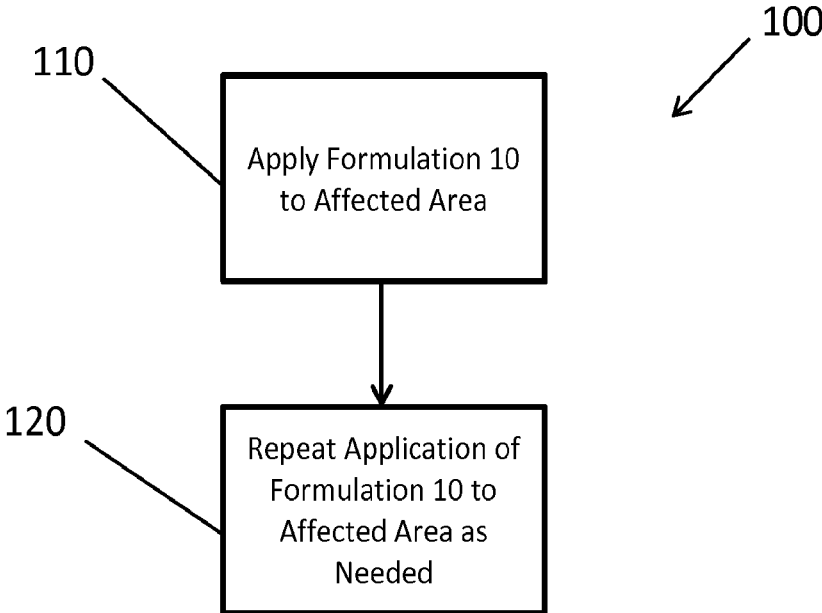 100
110
Apply Formulation 10
to Affected Area
120
Repeat Application of
Formulation 10 to
Affected Area as
Needed